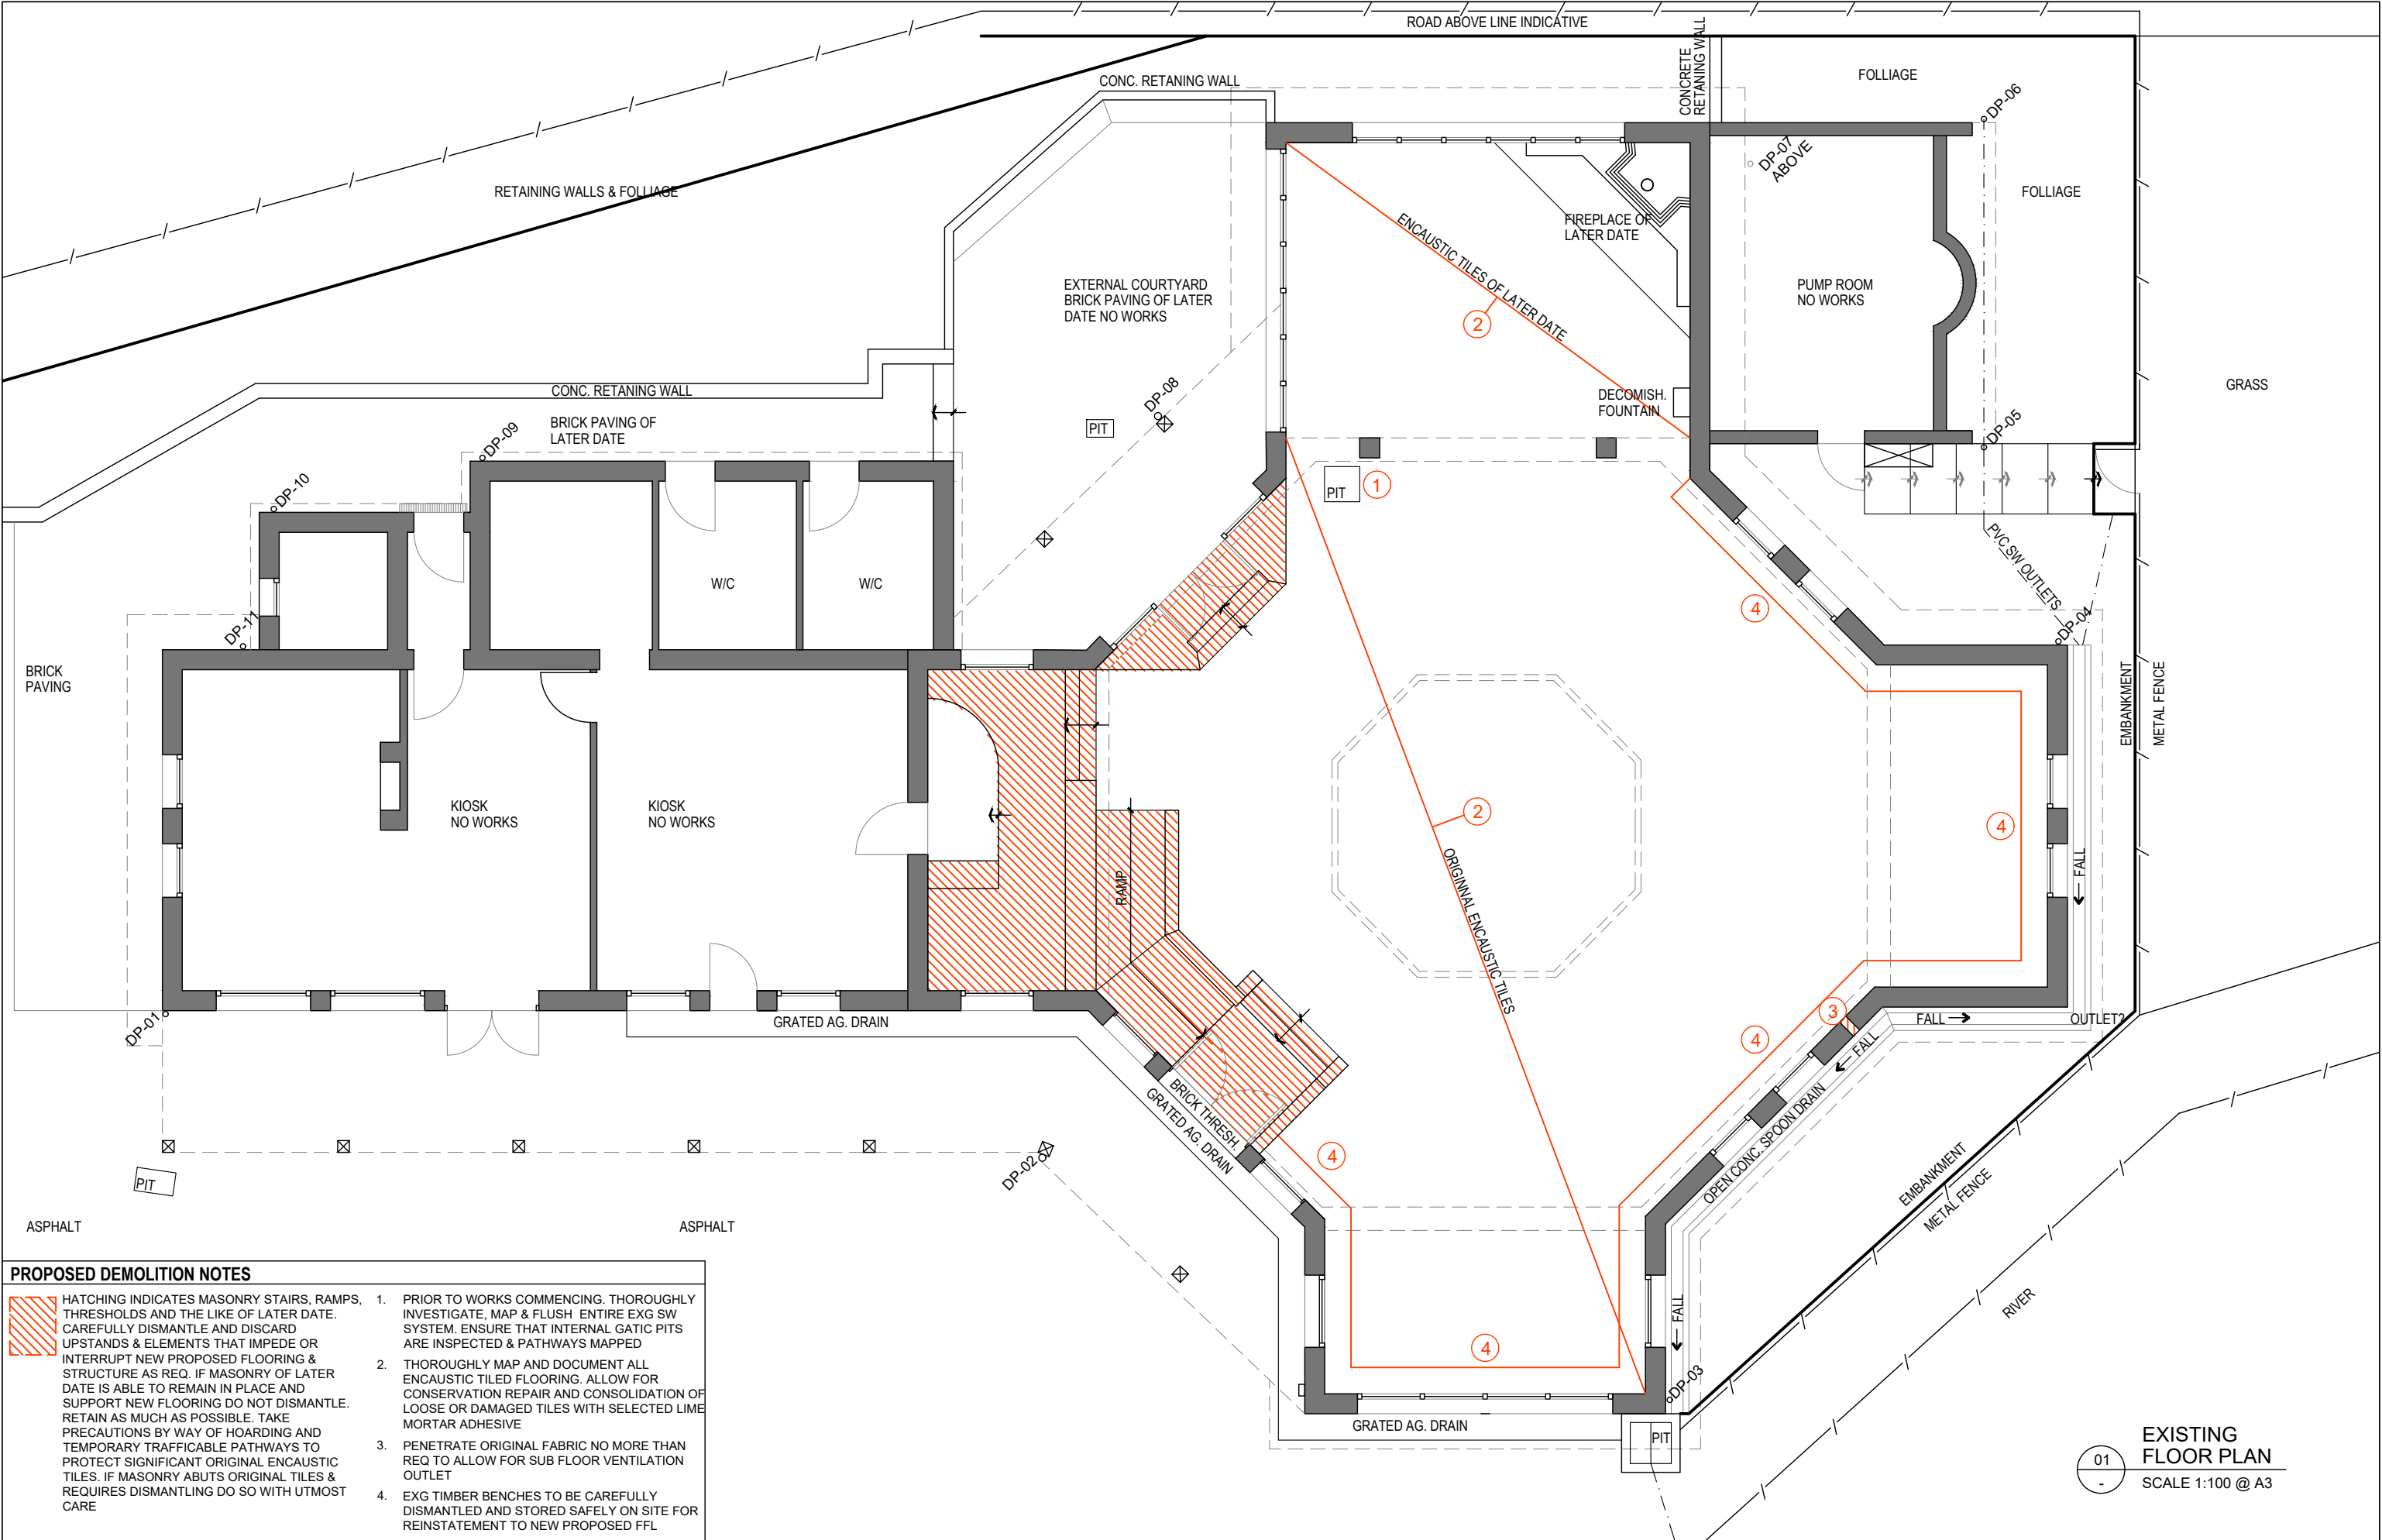 ROAD ABOVE LINE INDICATIVE
CONCRETE
RETANING WALL
FOLLIAGE
CONC. RETANING WALL
DP-06
DP-07
ABOVE
RETAINING WALLS & FOLLIAGE
FOLLIAGE
FIREPLACE OF
LATER DATE
ENCAUSTIC TILES OF LATER DATE
EXTERNAL COURTYARD
BRICK PAVING OF LATER
DATE NO WORKS
PUMP ROOM
NO WORKS
2
GRASS
CONC. RETANING WALL
DP-08
DECOMISH.
FOUNTAIN
BRICK PAVING OF
LATER DATE
PIT
DP-09
DP-05
DP-10
PIT
1
PVC SW OUTLETS
W/C
W/C
4
DP-11
DP-04
BRICK
PAVING
EMBANKMENT
METAL FENCE
KIOSK
NO WORKS
KIOSK
NO WORKS
2
4
RAMP
ORIGINNAL ENCAUSTIC TILES
FALL
DP-01
GRATED AG. DRAIN
3
FALL
OUTLET?
4
FALL
BRICK THRESH.
GRATED AG. DRAIN
OPEN CONC. SPOON DRAIN
DP-02
4
PIT
EMBANKMENT
METAL FENCE
ASPHALT
ASPHALT
RIVER
FALL
4
DP-03
GRATED AG. DRAIN
PIT
PROPOSED DEMOLITION NOTES
HATCHING INDICATES MASONRY STAIRS, RAMPS,
THRESHOLDS AND THE LIKE OF LATER DATE.
CAREFULLY DISMANTLE AND DISCARD
UPSTANDS & ELEMENTS THAT IMPEDE OR
INTERRUPT NEW PROPOSED FLOORING &
STRUCTURE AS REQ. IF MASONRY OF LATER
DATE IS ABLE TO REMAIN IN PLACE AND
SUPPORT NEW FLOORING DO NOT DISMANTLE.
RETAIN AS MUCH AS POSSIBLE. TAKE
PRECAUTIONS BY WAY OF HOARDING AND
TEMPORARY TRAFFICABLE PATHWAYS TO
PROTECT SIGNIFICANT ORIGINAL ENCAUSTIC
TILES. IF MASONRY ABUTS ORIGINAL TILES &
REQUIRES DISMANTLING DO SO WITH UTMOST
CARE
1. PRIOR TO WORKS COMMENCING. THOROUGHLY
INVESTIGATE, MAP & FLUSH ENTIRE EXG SW
SYSTEM. ENSURE THAT INTERNAL GATIC PITS
ARE INSPECTED & PATHWAYS MAPPED
2. THOROUGHLY MAP AND DOCUMENT ALL
ENCAUSTIC TILED FLOORING. ALLOW FOR
CONSERVATION REPAIR AND CONSOLIDATION OF
LOOSE OR DAMAGED TILES WITH SELECTED LIME
MORTAR ADHESIVE
3. PENETRATE ORIGINAL FABRIC NO MORE THAN
REQ TO ALLOW FOR SUB FLOOR VENTILATION
OUTLET
4. EXG TIMBER BENCHES TO BE CAREFULLY
DISMANTLED AND STORED SAFELY ON SITE FOR
REINSTATEMENT TO NEW PROPOSED FFL
01
-
EXISTING
FLOOR PLAN
SCALE 1:100 @ A3